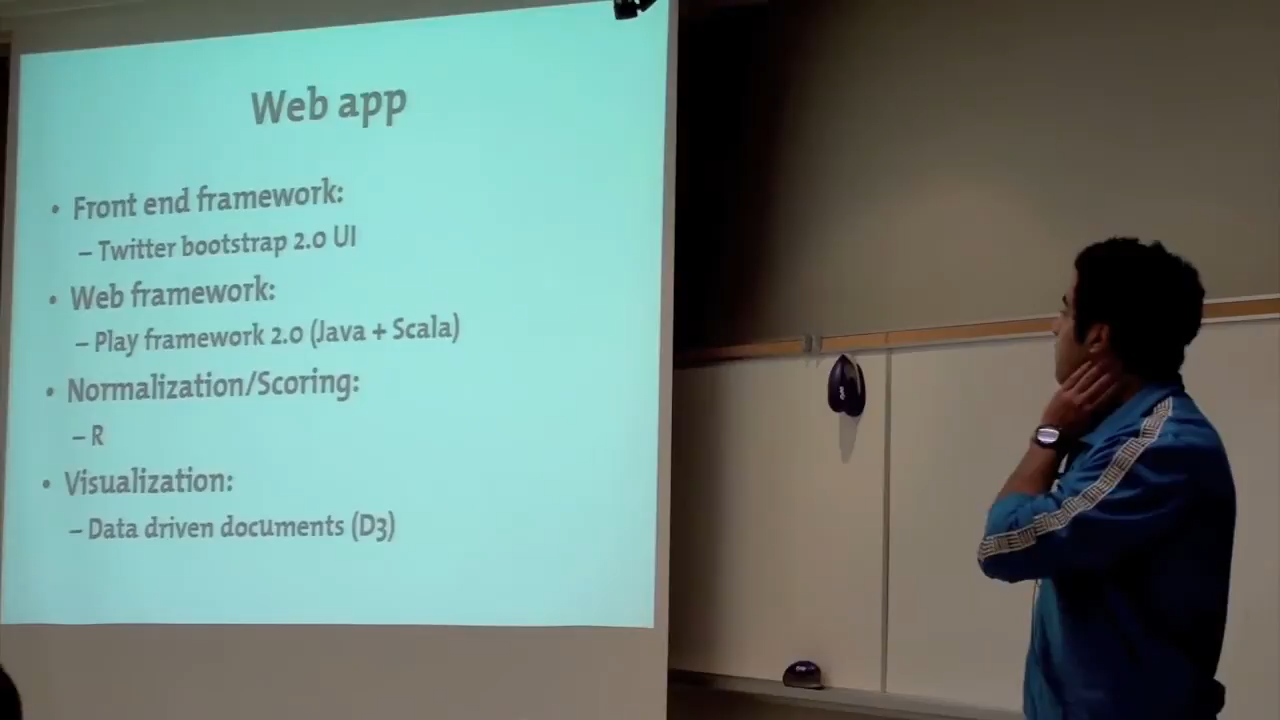 Web app
• Front end framework:
– Twitter bootstrap 2.0 UI
• Web framework:
– Play framework 2.0 (Java + Scala)
• Normalization/Scoring:
– R
• Visualization:
– Data driven documents (D3)